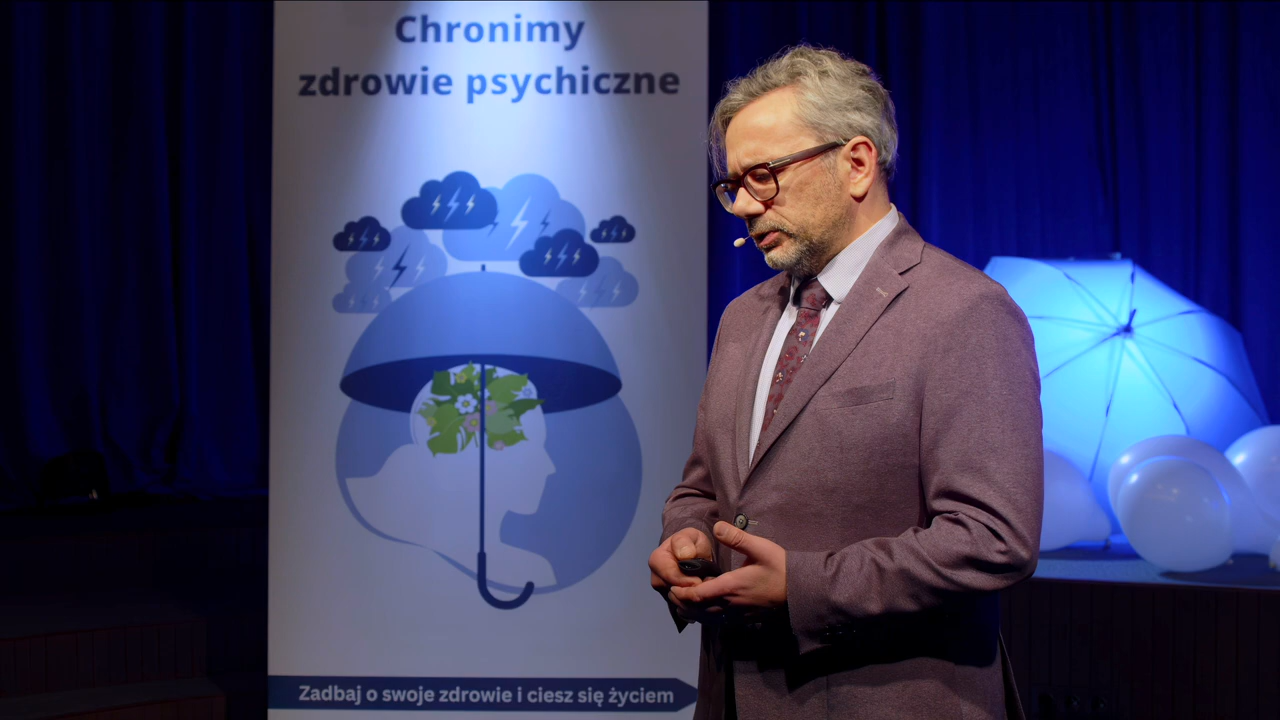 Chronimy
zdrowie psychiczne
Zadbaj o swoje zdrowie i ciesz się życiem